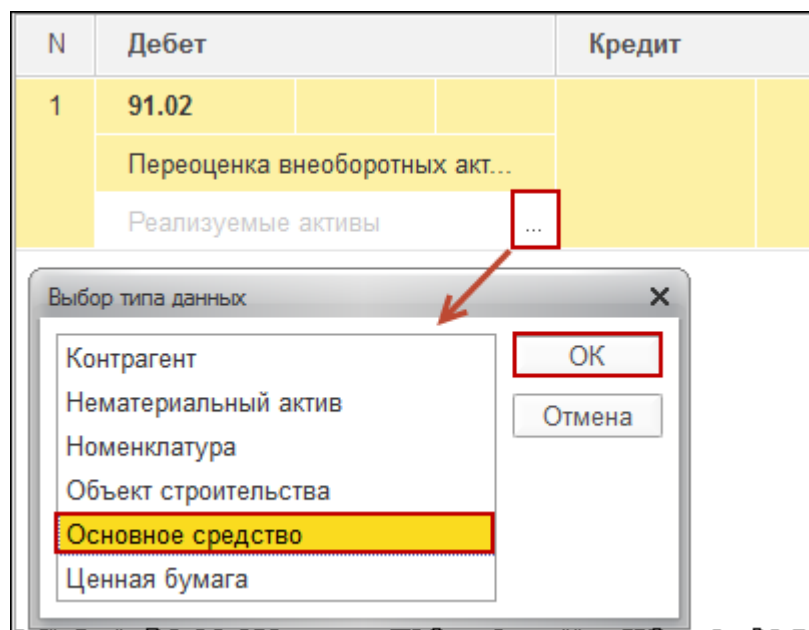 N Дебет Кредит
1 91.02
Переоценка внеоборотных акт...
Реализуемые активы ...
Выбор типа данных
Контрагент ОК
Нематериальный актив Отмена
Номенклатура
Объект строительства
Основное средство
Ценная бумага